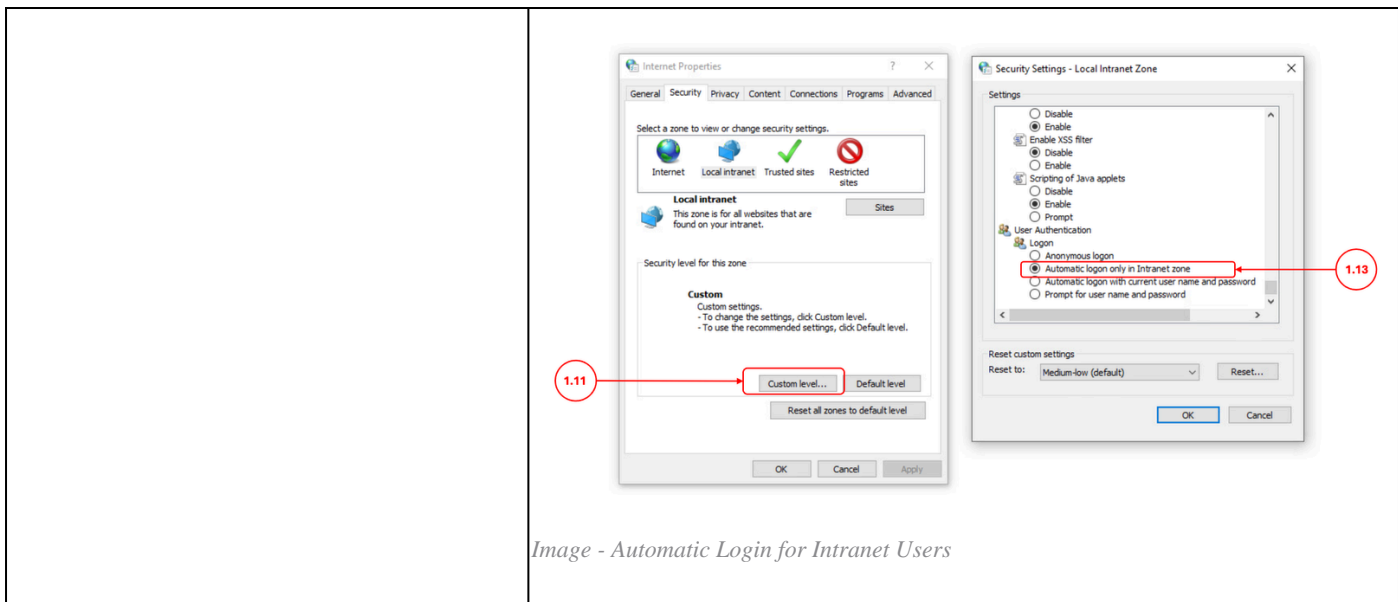 Internet Properties
?
General Security Privacy Content Connections Programs Advanced
Select a zone to view or change security settings.
Internet Local intranet Trusted sites Restricted sites
Local intranet
This zone is for all websites that are
found on your intranet.
Sites
Security level for this zone
Custom
Custom settings.
- To change the settings, click Custom level.
- To use the recommended settings, click Default level.
1.11
Custom level... Default level
Reset all zones to default level
OK Cancel Apply
Security Settings - Local Intranet Zone
Settings
Disable
Enable
Enable XSS filter
Disable
Enable
Scripting of Java applets
Disable
Enable
Prompt
User Authentication
Logon
Anonymous logon
Automatic logon only in Intranet zone
1.13
Automatic logon with current user name and password
Prompt for user name and password
Reset custom settings
Reset to: Medium-low (default) Reset...
OK Cancel
Image - Automatic Login for Intranet Users